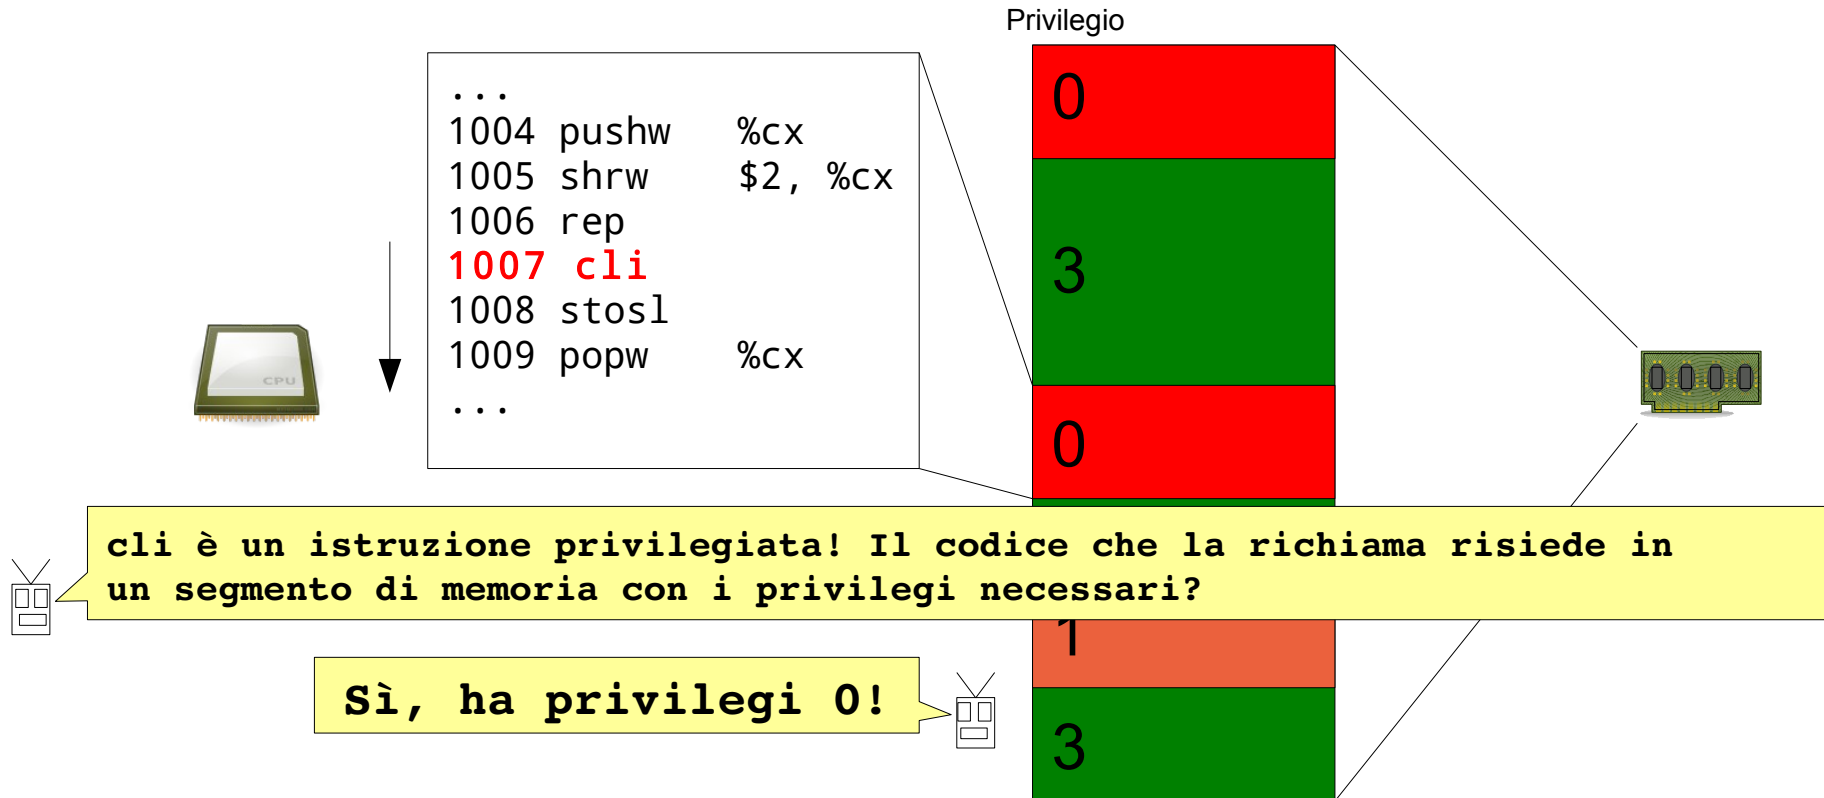 Privilegio
...
1004 pushw %cx
1005 shrw $2, %cx
1006 rep
1007 cli
1008 stosl
1009 popw %cx
...
CPU
0
3
0
cli è un istruzione privilegiata! Il codice che la richiama risiede in
un segmento di memoria con i privilegi necessari?
1
Sì, ha privilegi 0!
3